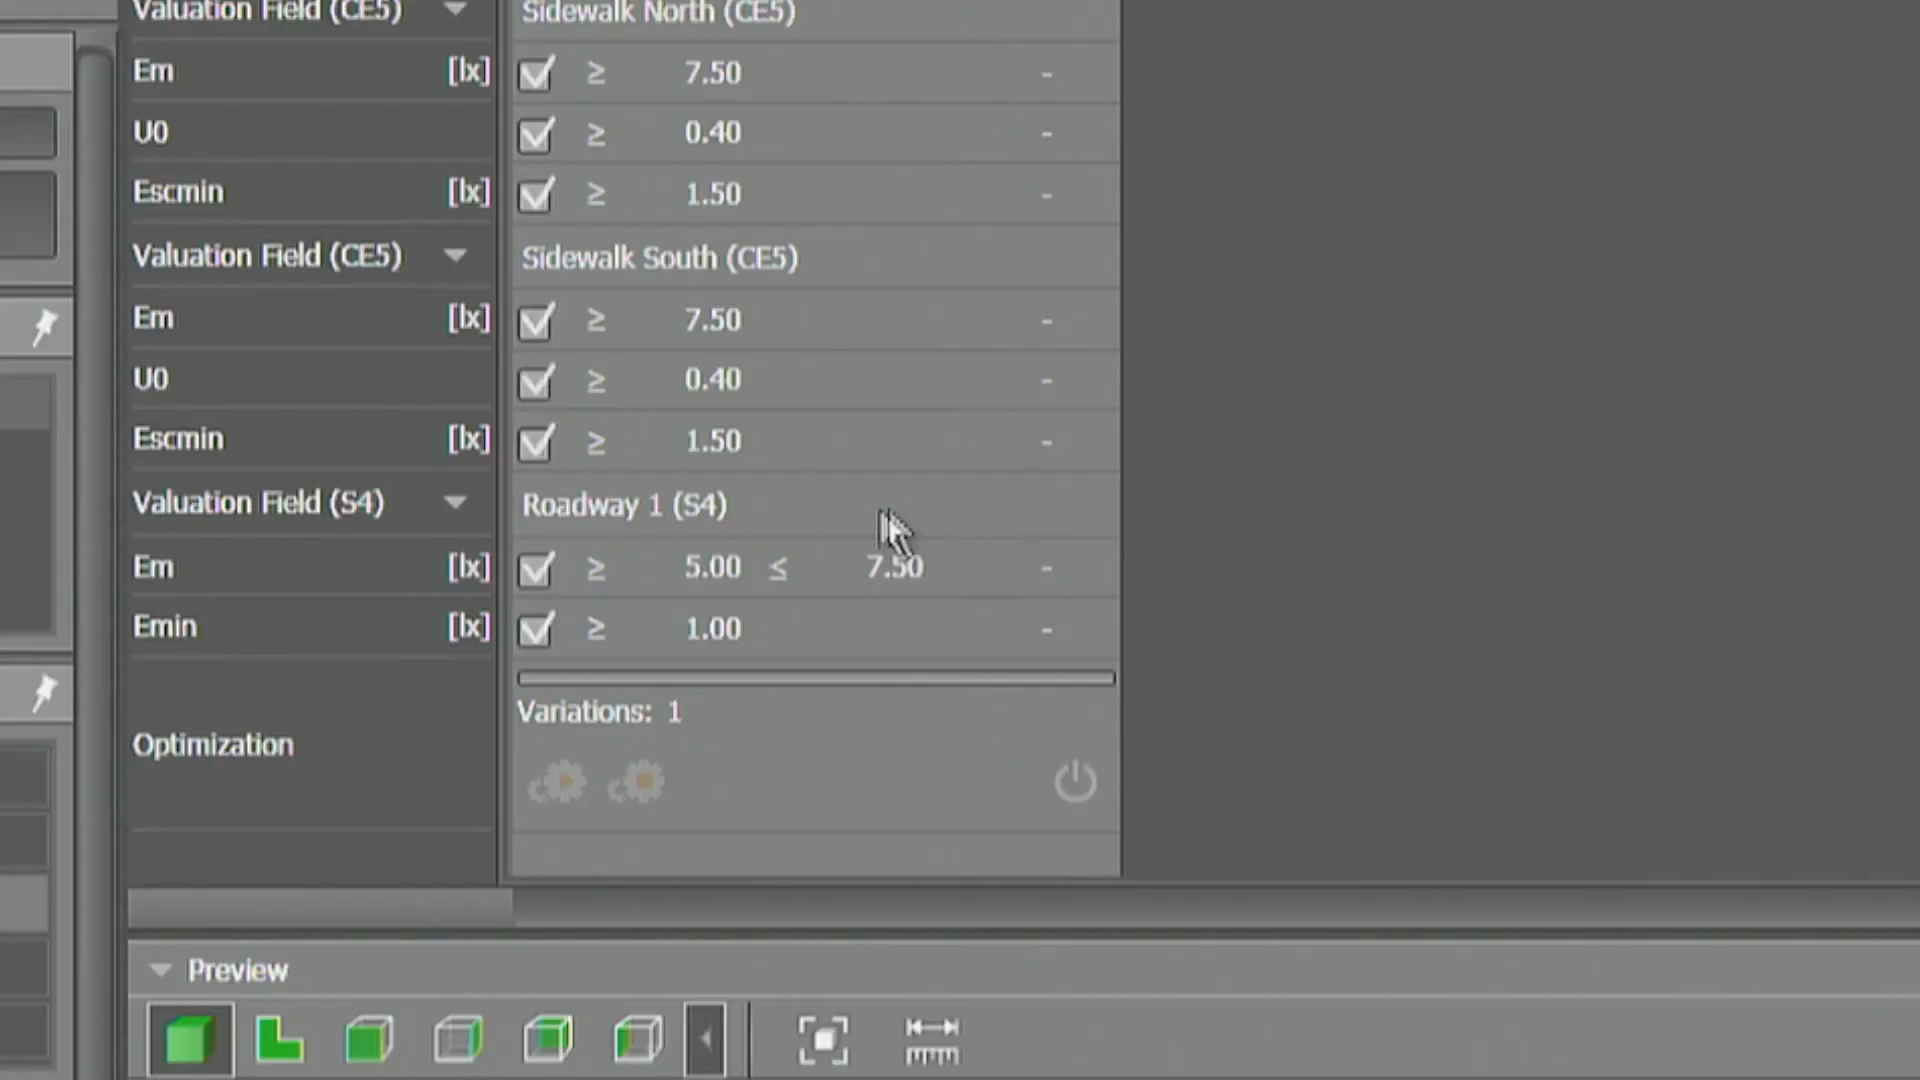 Valuation Field (CE5) Sidewalk North (CE5)
Em [lx] ≥ 7.50 -
U0 ≥ 0.40 -
Escmin [lx] ≥ 1.50 -
Valuation Field (CE5) Sidewalk South (CE5)
Em [lx] ≥ 7.50 -
U0 ≥ 0.40 -
Escmin [lx] ≥ 1.50 -
Valuation Field (S4) Roadway 1 (S4)
Em [lx] ≥ 5.00 ≤ 7.50 -
Emin [lx] ≥ 1.00 -
Variations: 1
Optimization
Preview